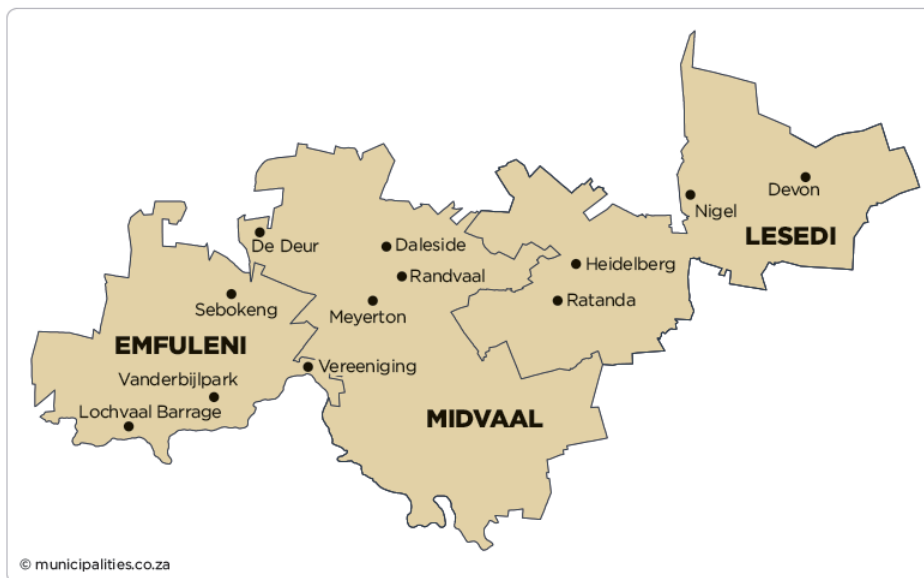 Devon
Nigel
LESEDI
De Deur
Daleside
Heidelberg
Randvaal
Sebokeng
Meyerton
Ratanda
EMFULENI
Vereeniging
Vanderbijlpark
Lochvaal Barrage
MIDVAAL
© municipalities.co.za